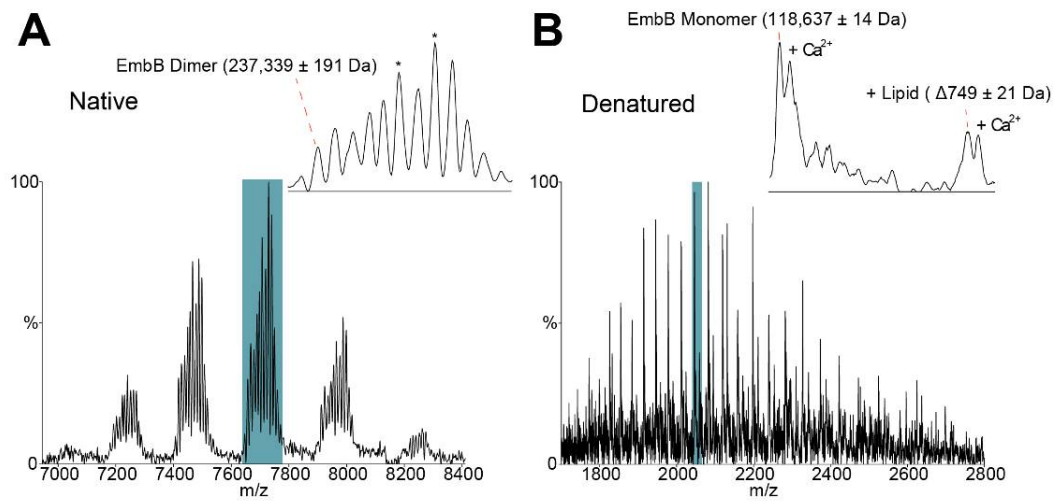 A
Native
EmbB Dimer (237,339 ± 191 Da)
*
*
100
%
0
7000 7200 7400 7600 7800 8000 8200 8400
m/z
B
Denatured
EmbB Monomer (118,637 ± 14 Da)
+ Ca²⁺
+ Lipid ( Δ749 ± 21 Da)
+ Ca²⁺
100
%
0
1800 2000 2200 2400 2600 2800
m/z